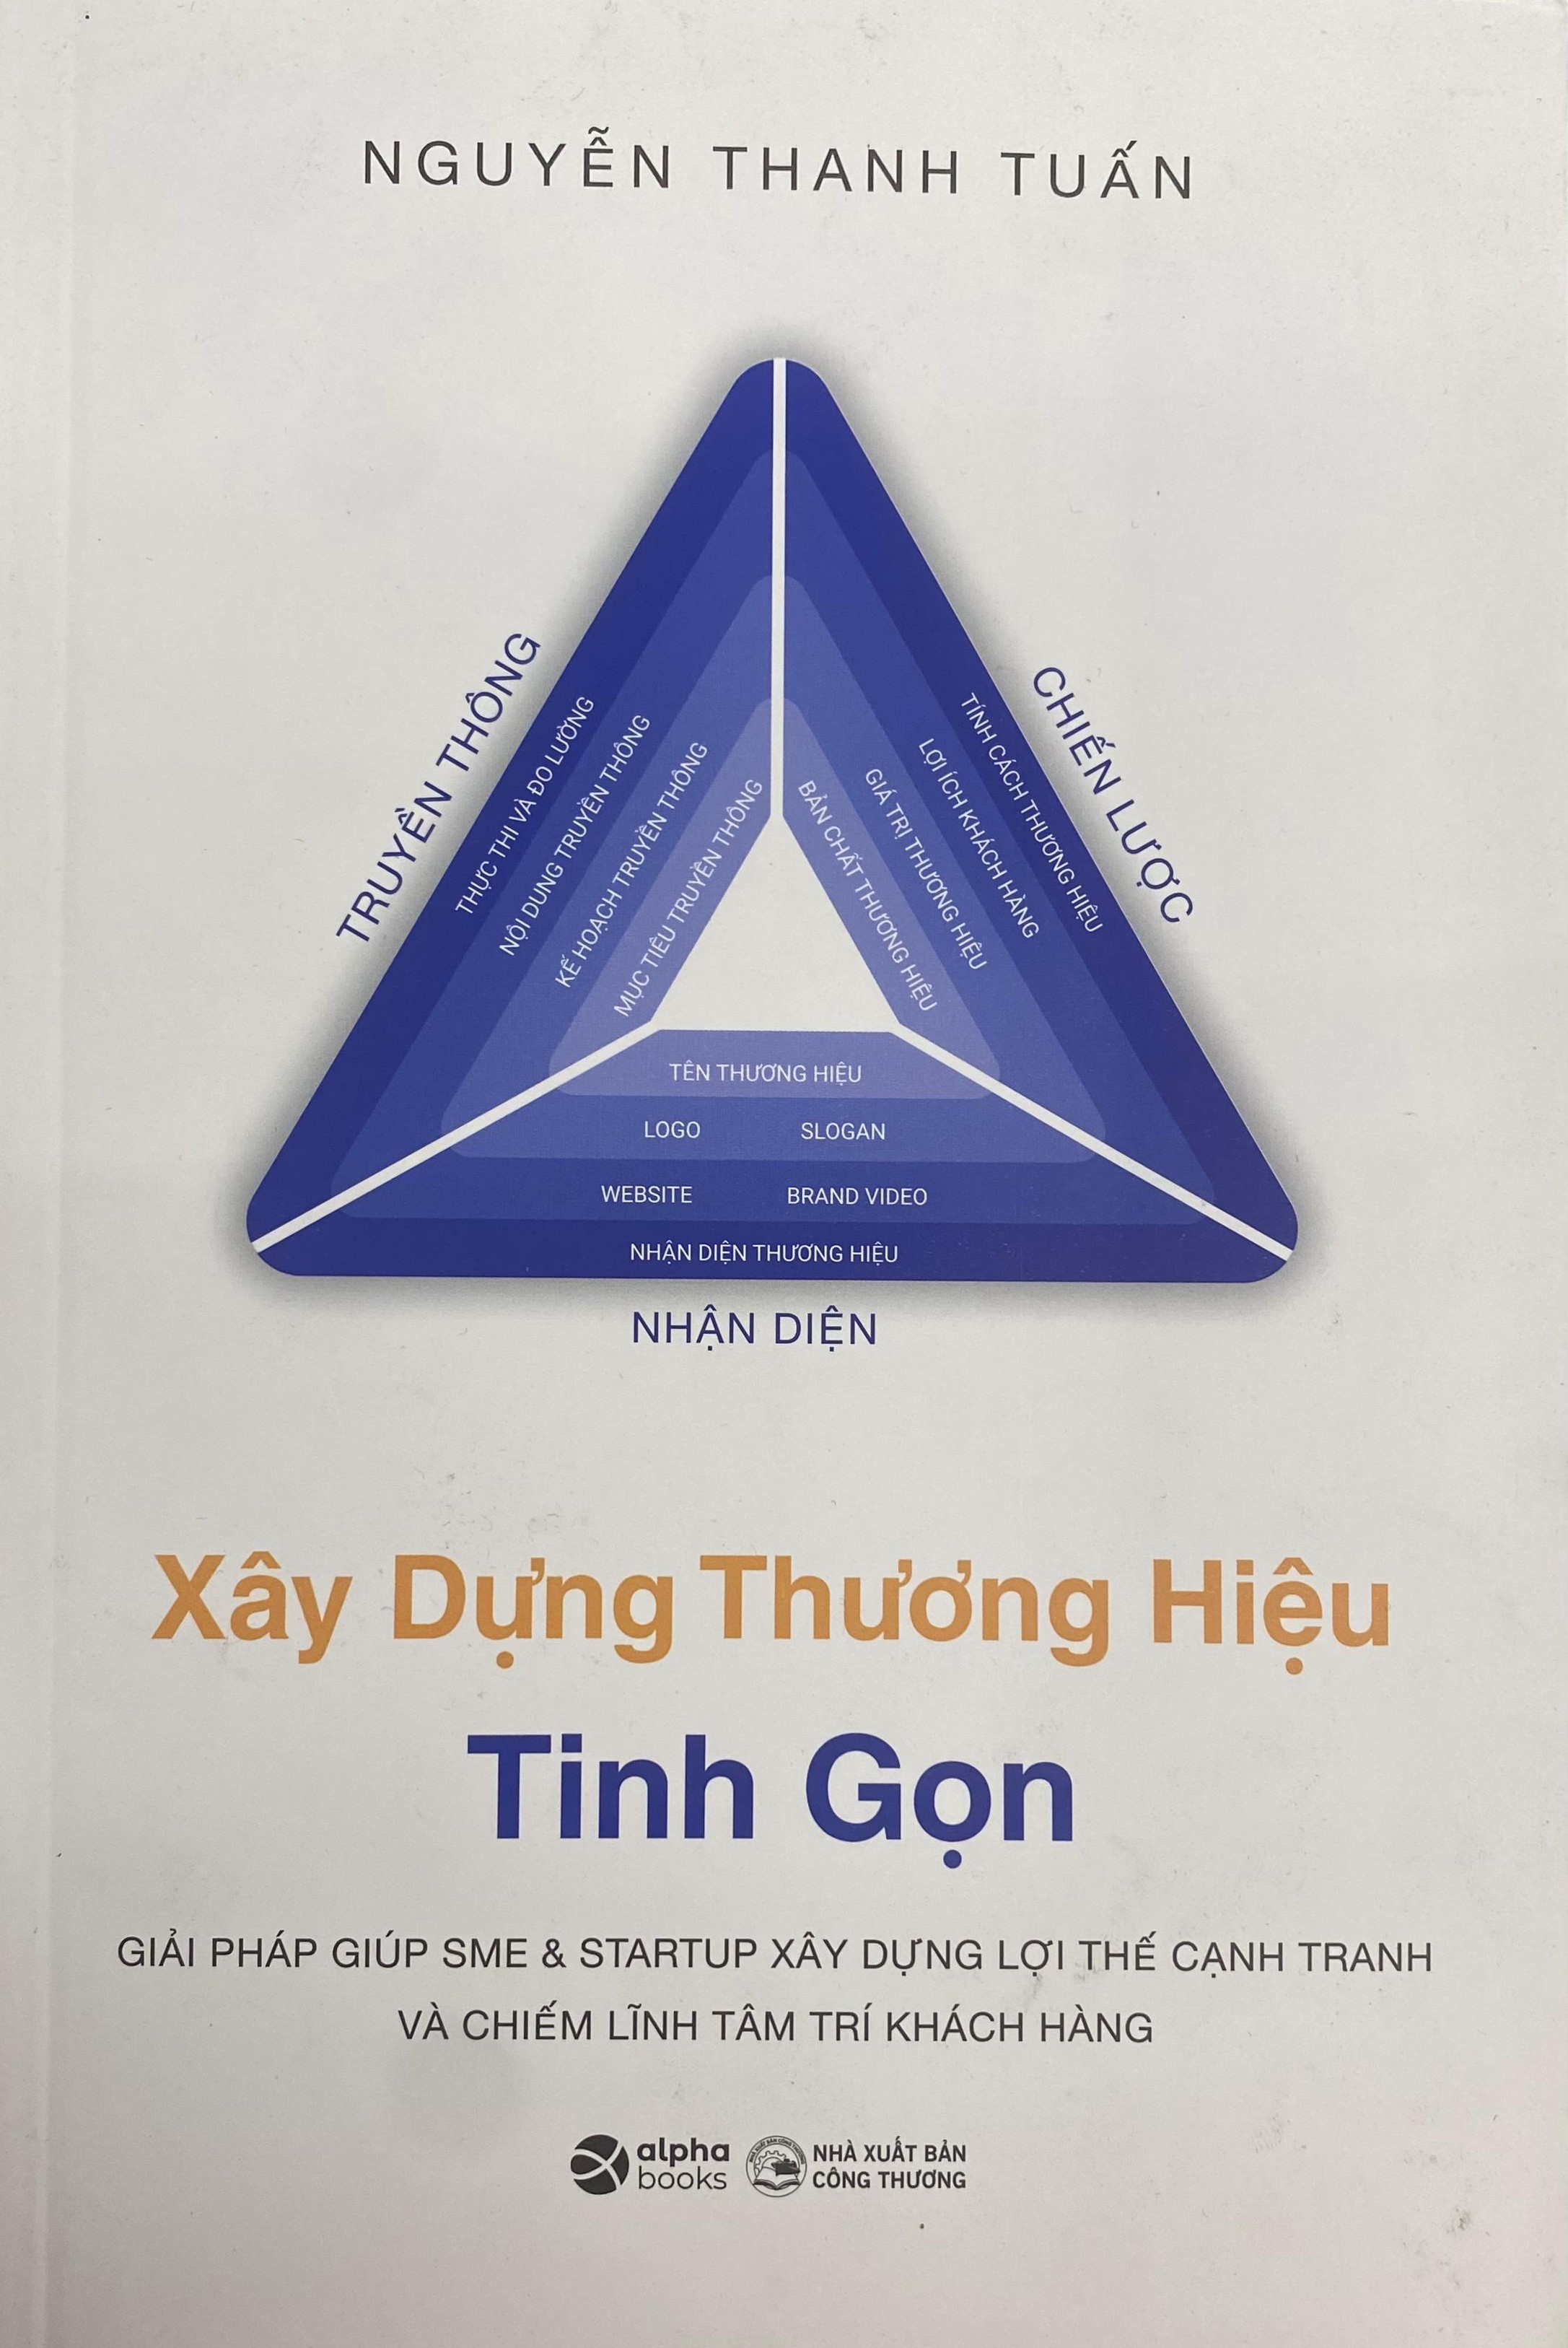 NGUYỄN THANH TUẤN
TRUYỀN THÔNG
THỰC THI VÀ ĐO LƯỜNG
NỘI DUNG TRUYỀN THÔNG
KẾ HOẠCH TRUYỀN THÔNG
MỤC TIÊU TRUYỀN THÔNG
BẢN CHẤT THƯƠNG HIỆU
GIÁ TRỊ THƯƠNG HIỆU
LỢI ÍCH KHÁCH HÀNG
TÍNH CÁCH THƯƠNG HIỆU
CHIẾN LƯỢC
TÊN THƯƠNG HIỆU
LOGO SLOGAN
WEBSITE BRAND VIDEO
NHẬN DIỆN THƯƠNG HIỆU
NHẬN DIỆN
Xây Dựng Thương Hiệu
Tinh Gọn
GIẢI PHÁP GIÚP SME & STARTUP XÂY DỰNG LỢI THẾ CẠNH TRANH
VÀ CHIẾM LĨNH TÂM TRÍ KHÁCH HÀNG
alpha
books
NHÀ XUẤT BẢN
CÔNG THƯƠNG